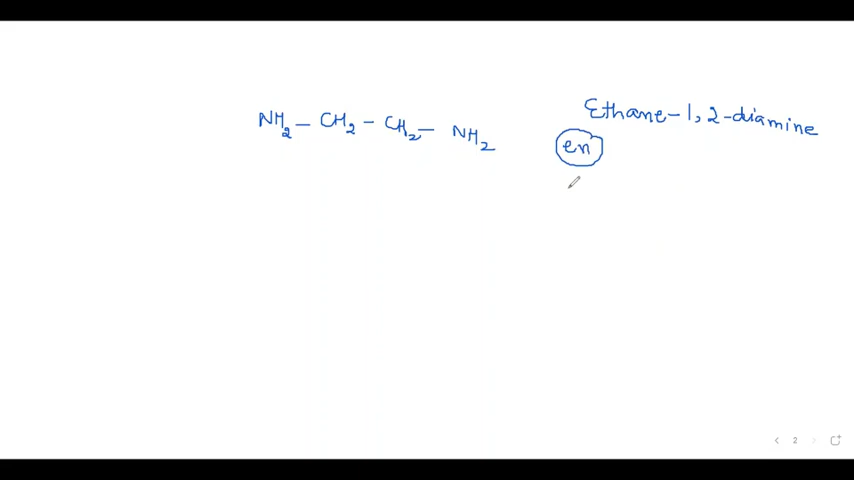 NH2 - CH2 - CH2 - NH2
Ethane-1,2-diamine
en
2